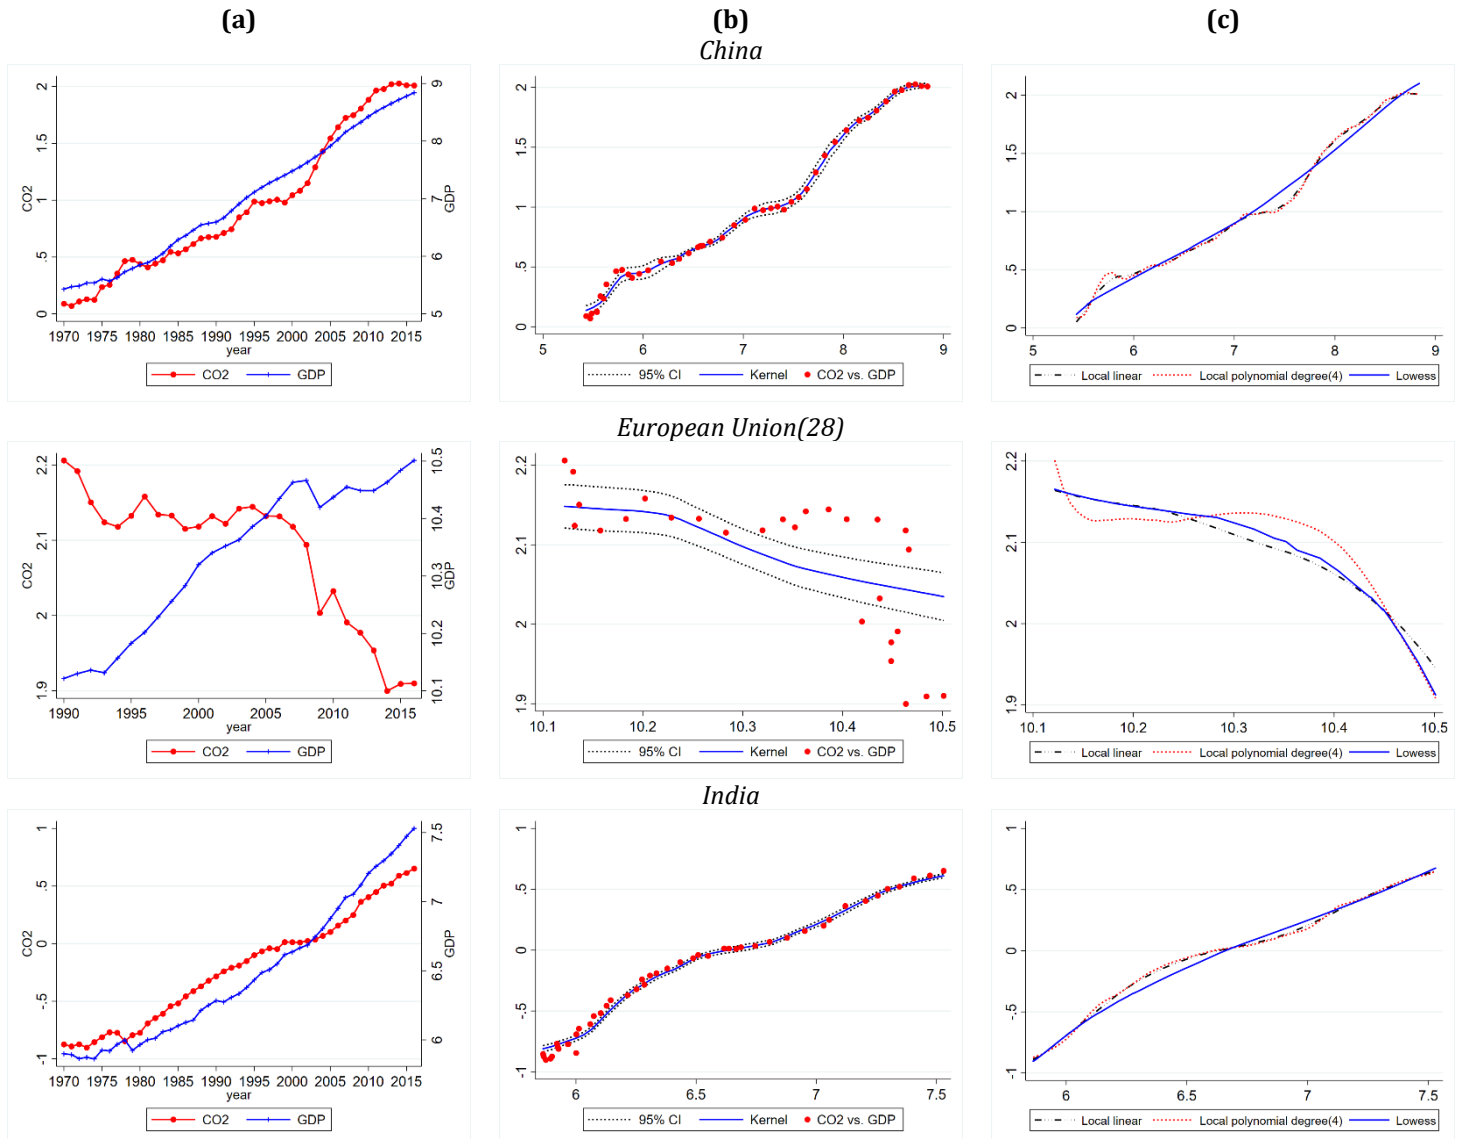 (a) (b) (c)
China
CO2
2
1.5
1
.5
0
GDP
9
8
7
6
5
1970 1975 1980 1985 1990 1995 2000 2005 2010 2015
year
CO2 GDP
2
1.5
1
.5
0
5 6 7 8 9
95% CI Kernel CO2 vs. GDP
2
1.5
1
.5
0
5 6 7 8 9
Local linear Local polynomial degree(4) Lowess
European Union(28)
CO2
2.2
2.1
2
1.9
GDP
10.5
10.4
10.3
10.2
10.1
1990 1995 2000 2005 2010 2015
year
CO2 GDP
2.2
2.1
2
1.9
10.1 10.2 10.3 10.4 10.5
95% CI Kernel CO2 vs. GDP
2.2
2.1
2
1.9
10.1 10.2 10.3 10.4 10.5
Local linear Local polynomial degree(4) Lowess
India
CO2
1
.5
0
-.5
-1
GDP
7.5
7
6.5
6
1970 1975 1980 1985 1990 1995 2000 2005 2010 2015
year
CO2 GDP
1
.5
0
-.5
-1
6 6.5 7 7.5
95% CI Kernel CO2 vs. GDP
1
.5
0
-.5
-1
6 6.5 7 7.5
Local linear Local polynomial degree(4) Lowess